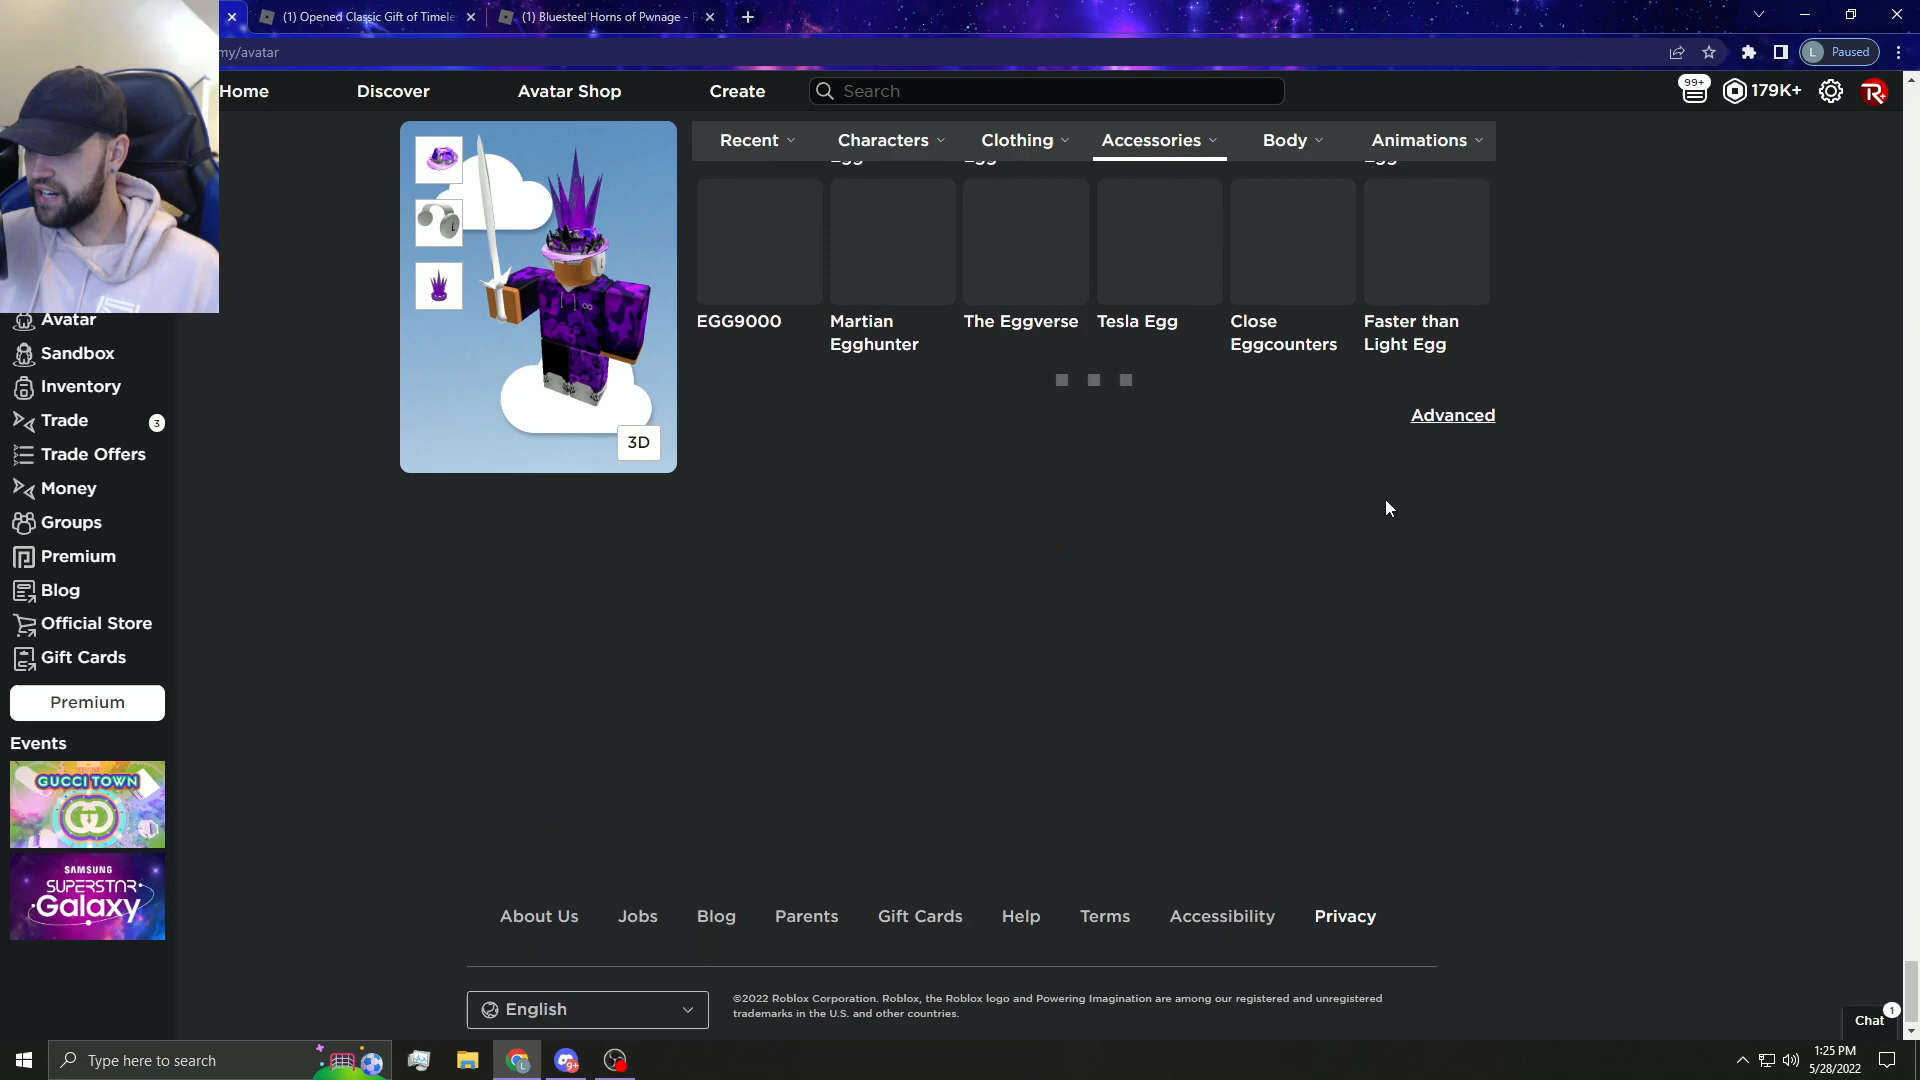 (1) Opened Classic Gift of Timele
(1) Bluesteel Horns of Pwnage -
my/avatar
L
Paused
Home
Discover
Avatar Shop
Create
Search
99+
179K+
Recent
Characters
Clothing
Accessories
Body
Animations
EGG9000
Martian
Egghunter
The Eggverse
Tesla Egg
Close
Eggcounters
Faster than
Light Egg
Advanced
3D
Avatar
Sandbox
Inventory
Trade
3
Trade Offers
Money
Groups
Premium
Blog
Official Store
Gift Cards
Premium
Events
GUCCI TOWN
SAMSUNG
SUPERSTAR
Galaxy
About Us
Jobs
Blog
Parents
Gift Cards
Help
Terms
Accessibility
Privacy
English
©2022 Roblox Corporation. Roblox, the Roblox logo and Powering Imagination are among our registered and unregistered
trademarks in the U.S. and other countries.
Chat
1
Type here to search
L
9+
1:25 PM
5/28/2022